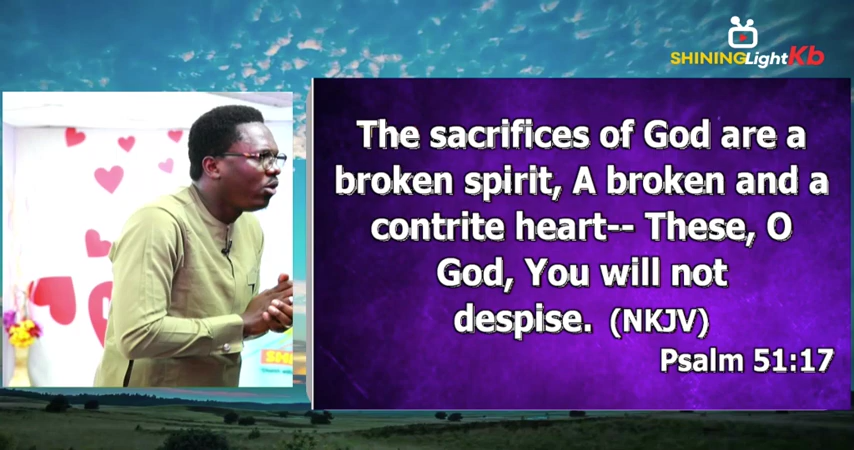 SHININGLightKb
The sacrifices of God are a
broken spirit, A broken and a
contrite heart-- These, O
God, You will not
despise. (NKJV)
Psalm 51:17